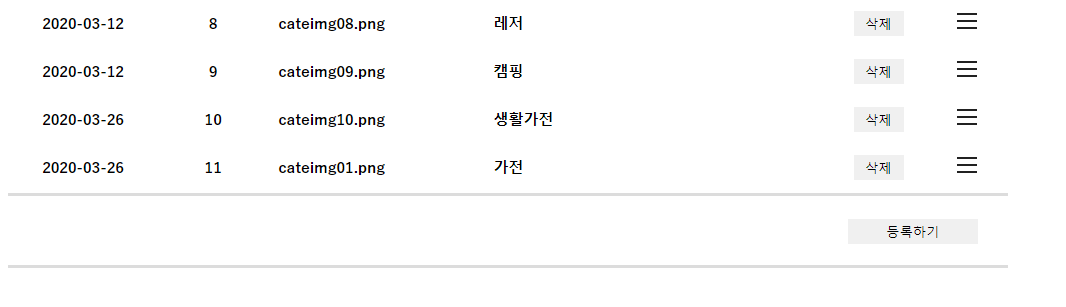 2020-03-12 8 cateimg08.png 레저 삭제
2020-03-12 9 cateimg09.png 캠핑 삭제
2020-03-26 10 cateimg10.png 생활가전 삭제
2020-03-26 11 cateimg01.png 가전 삭제
등록하기